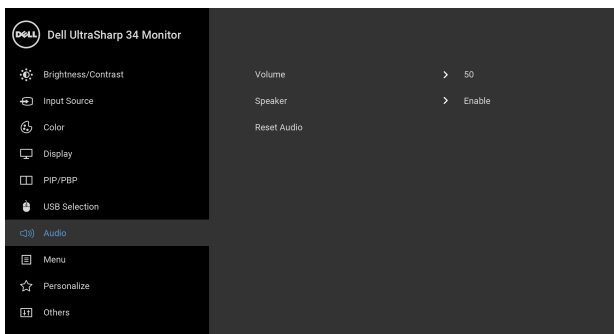 DELL Dell UltraSharp 34 Monitor
Brightness/Contrast
Input Source
Color
Display
PIP/PBP
USB Selection
Audio
Menu
Personalize
Others
Volume > 50
Speaker > Enable
Reset Audio